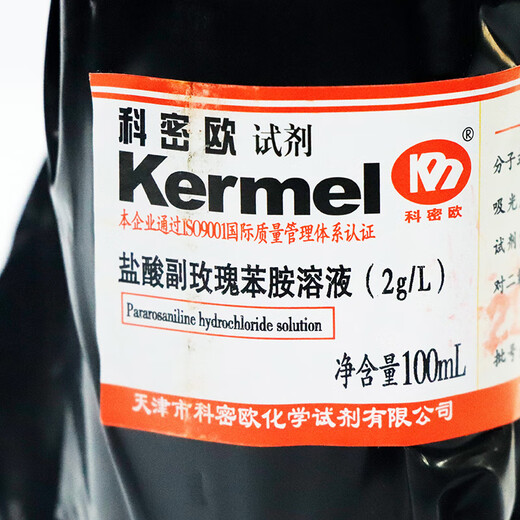 科密欧 试剂
Kermel
本企业通过ISO9001国际质量管理体系认证
Km
®
科密欧
盐酸副玫瑰苯胺溶液（2g/L）
Pararosaniline hydrochloride solution
净含量100mL
天津市科密欧化学试剂有限公司
分子
吸光
试剂
对二
批号